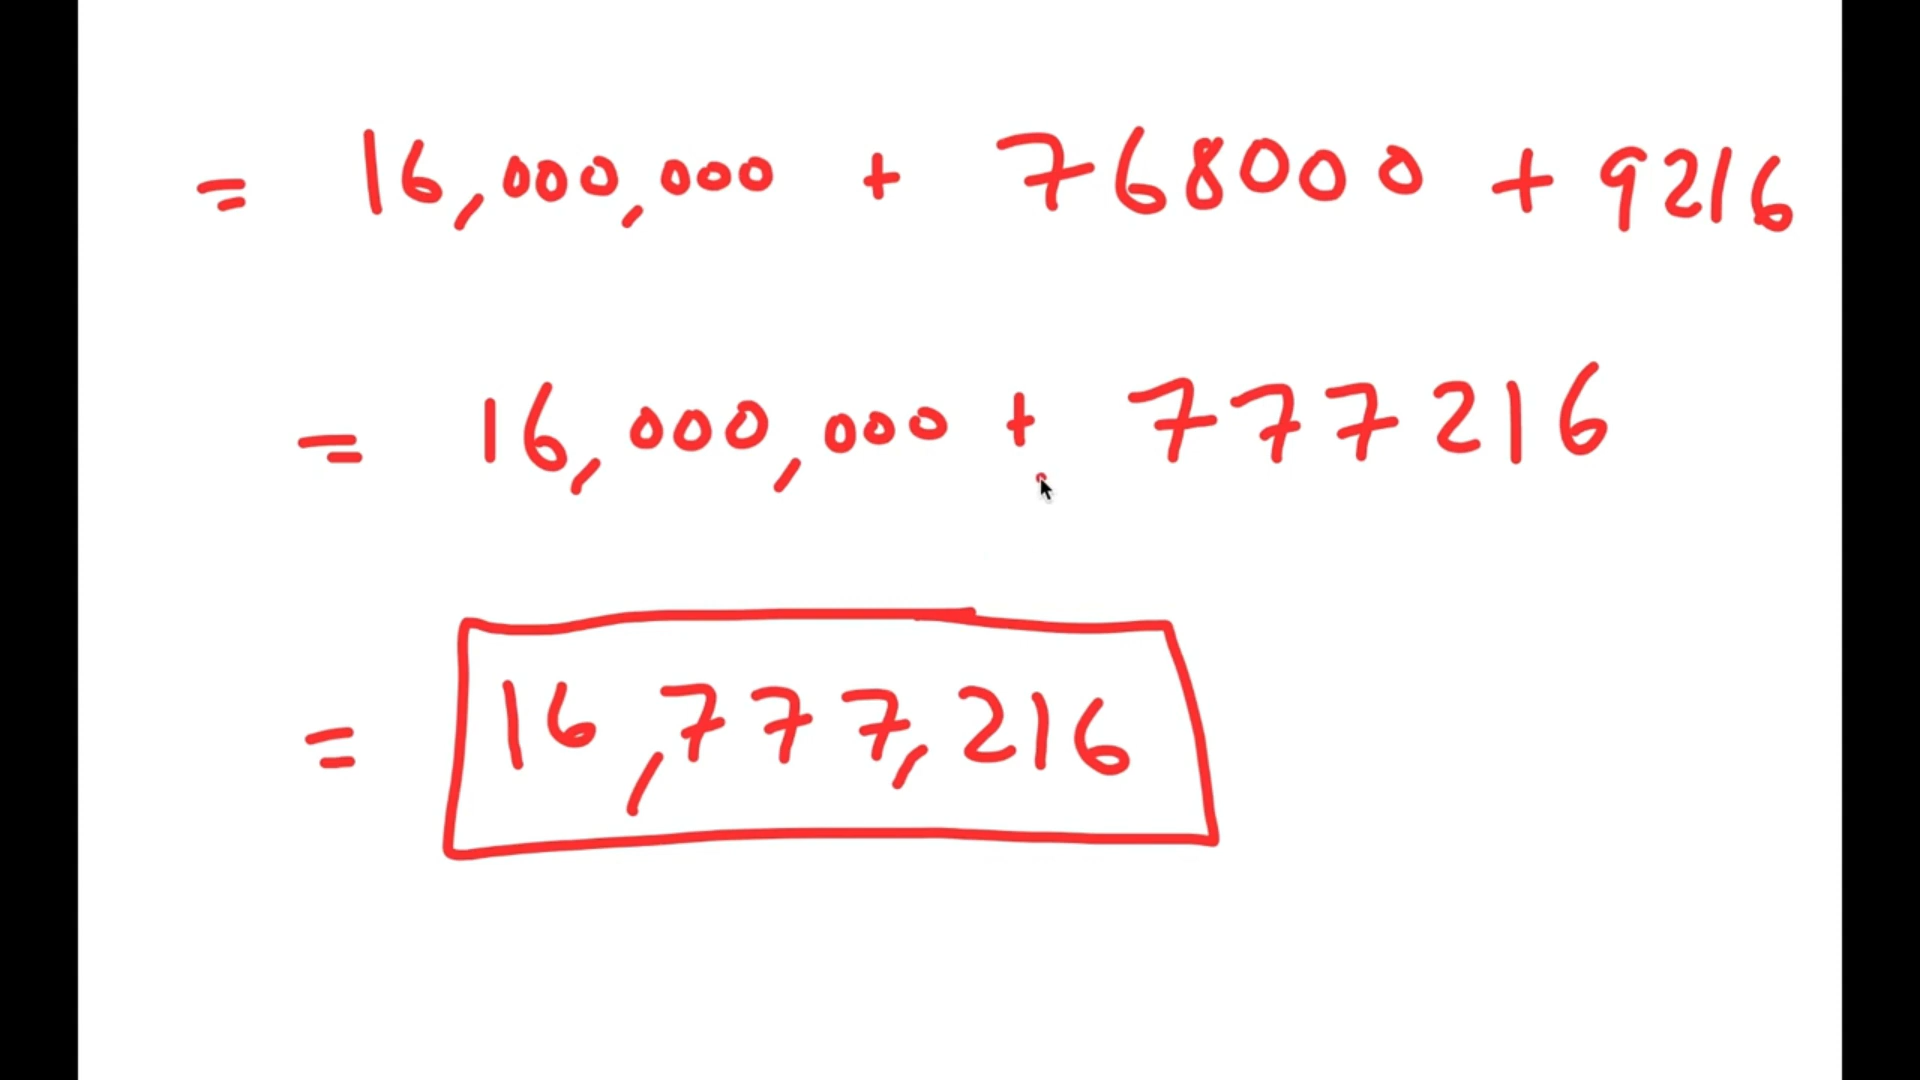 = 16,000,000 + 768000 + 9216
= 16,000,000 + 777216
= 16,777,216